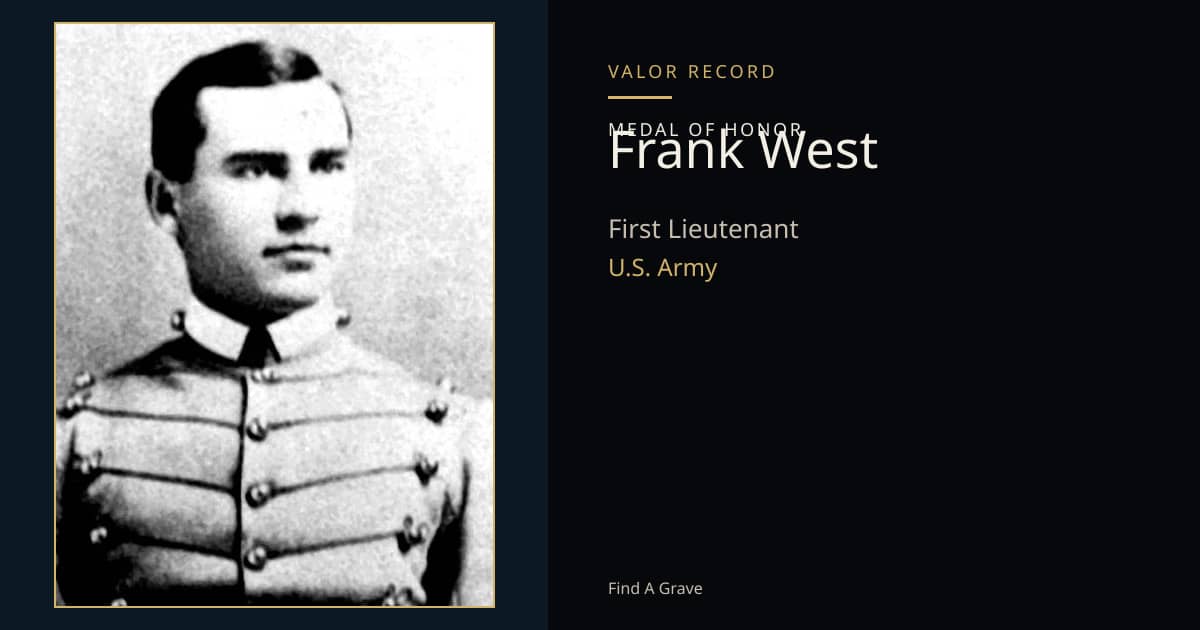 VALOR RECORD
MEDAL OF HONOR
Frank West
First Lieutenant
U.S. Army
Find A Grave